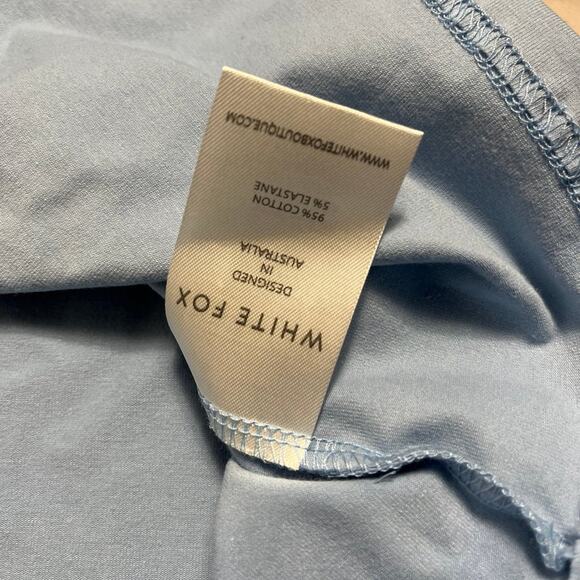 WHITE FOX
DESIGNED
IN
AUSTRALIA
95% COTTON
5% ELASTANE
WWW.WHITEFOXBOUTIQUE.COM